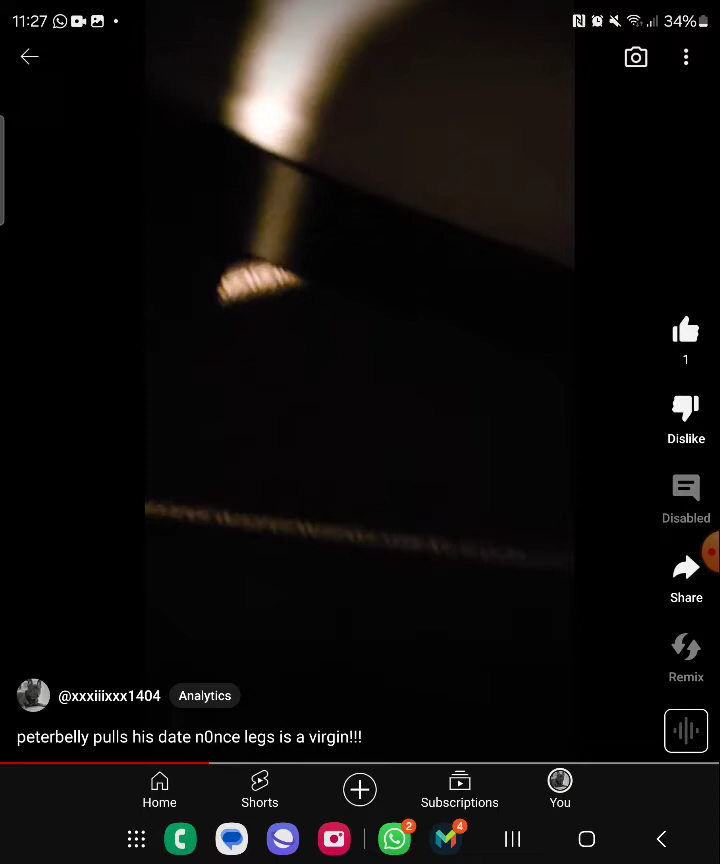 11:27
34%
1
Dislike
Disabled
Share
Remix
@xxxiiixxx1404 Analytics
peterbelly pulls his date n0nce legs is a virgin!!!
Home Shorts Subscriptions You
2 4